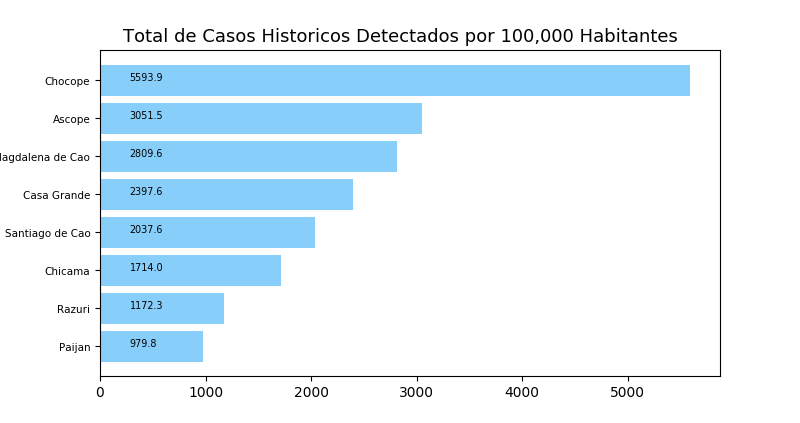 Total de Casos Historicos Detectados por 100,000 Habitantes
Chocope 5593.9
Ascope 3051.5
agdalena de Cao 2809.6
Casa Grande 2397.6
Santiago de Cao 2037.6
Chicama 1714.0
Razuri 1172.3
Paijan 979.8
0 1000 2000 3000 4000 5000